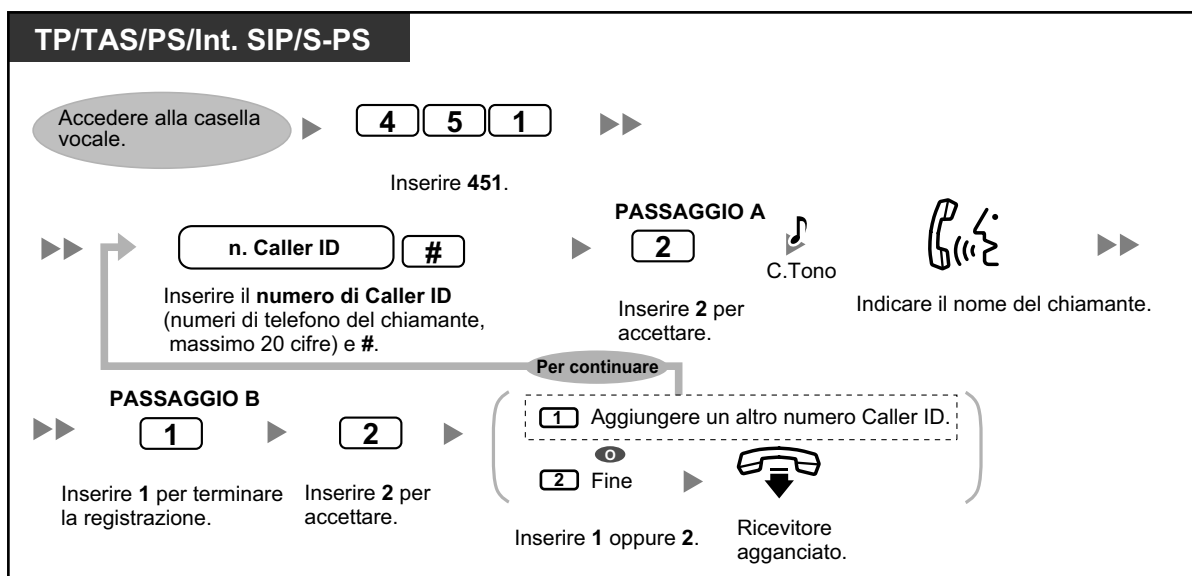 TP/TAS/PS/Int. SIP/S-PS
Accedere alla casella
vocale.
4 5 1
Inserire 451.
n. Caller ID #
Inserire il numero di Caller ID
(numeri di telefono del chiamante,
massimo 20 cifre) e #.
PASSAGGIO A
2
Inserire 2 per
accettare.
C.Tono
Indicare il nome del chiamante.
Per continuare
PASSAGGIO B
1
Inserire 1 per terminare
la registrazione.
2
Inserire 2 per
accettare.
1 Aggiungere un altro numero Caller ID.
O
2 Fine
Inserire 1 oppure 2.
Ricevitore
agganciato.